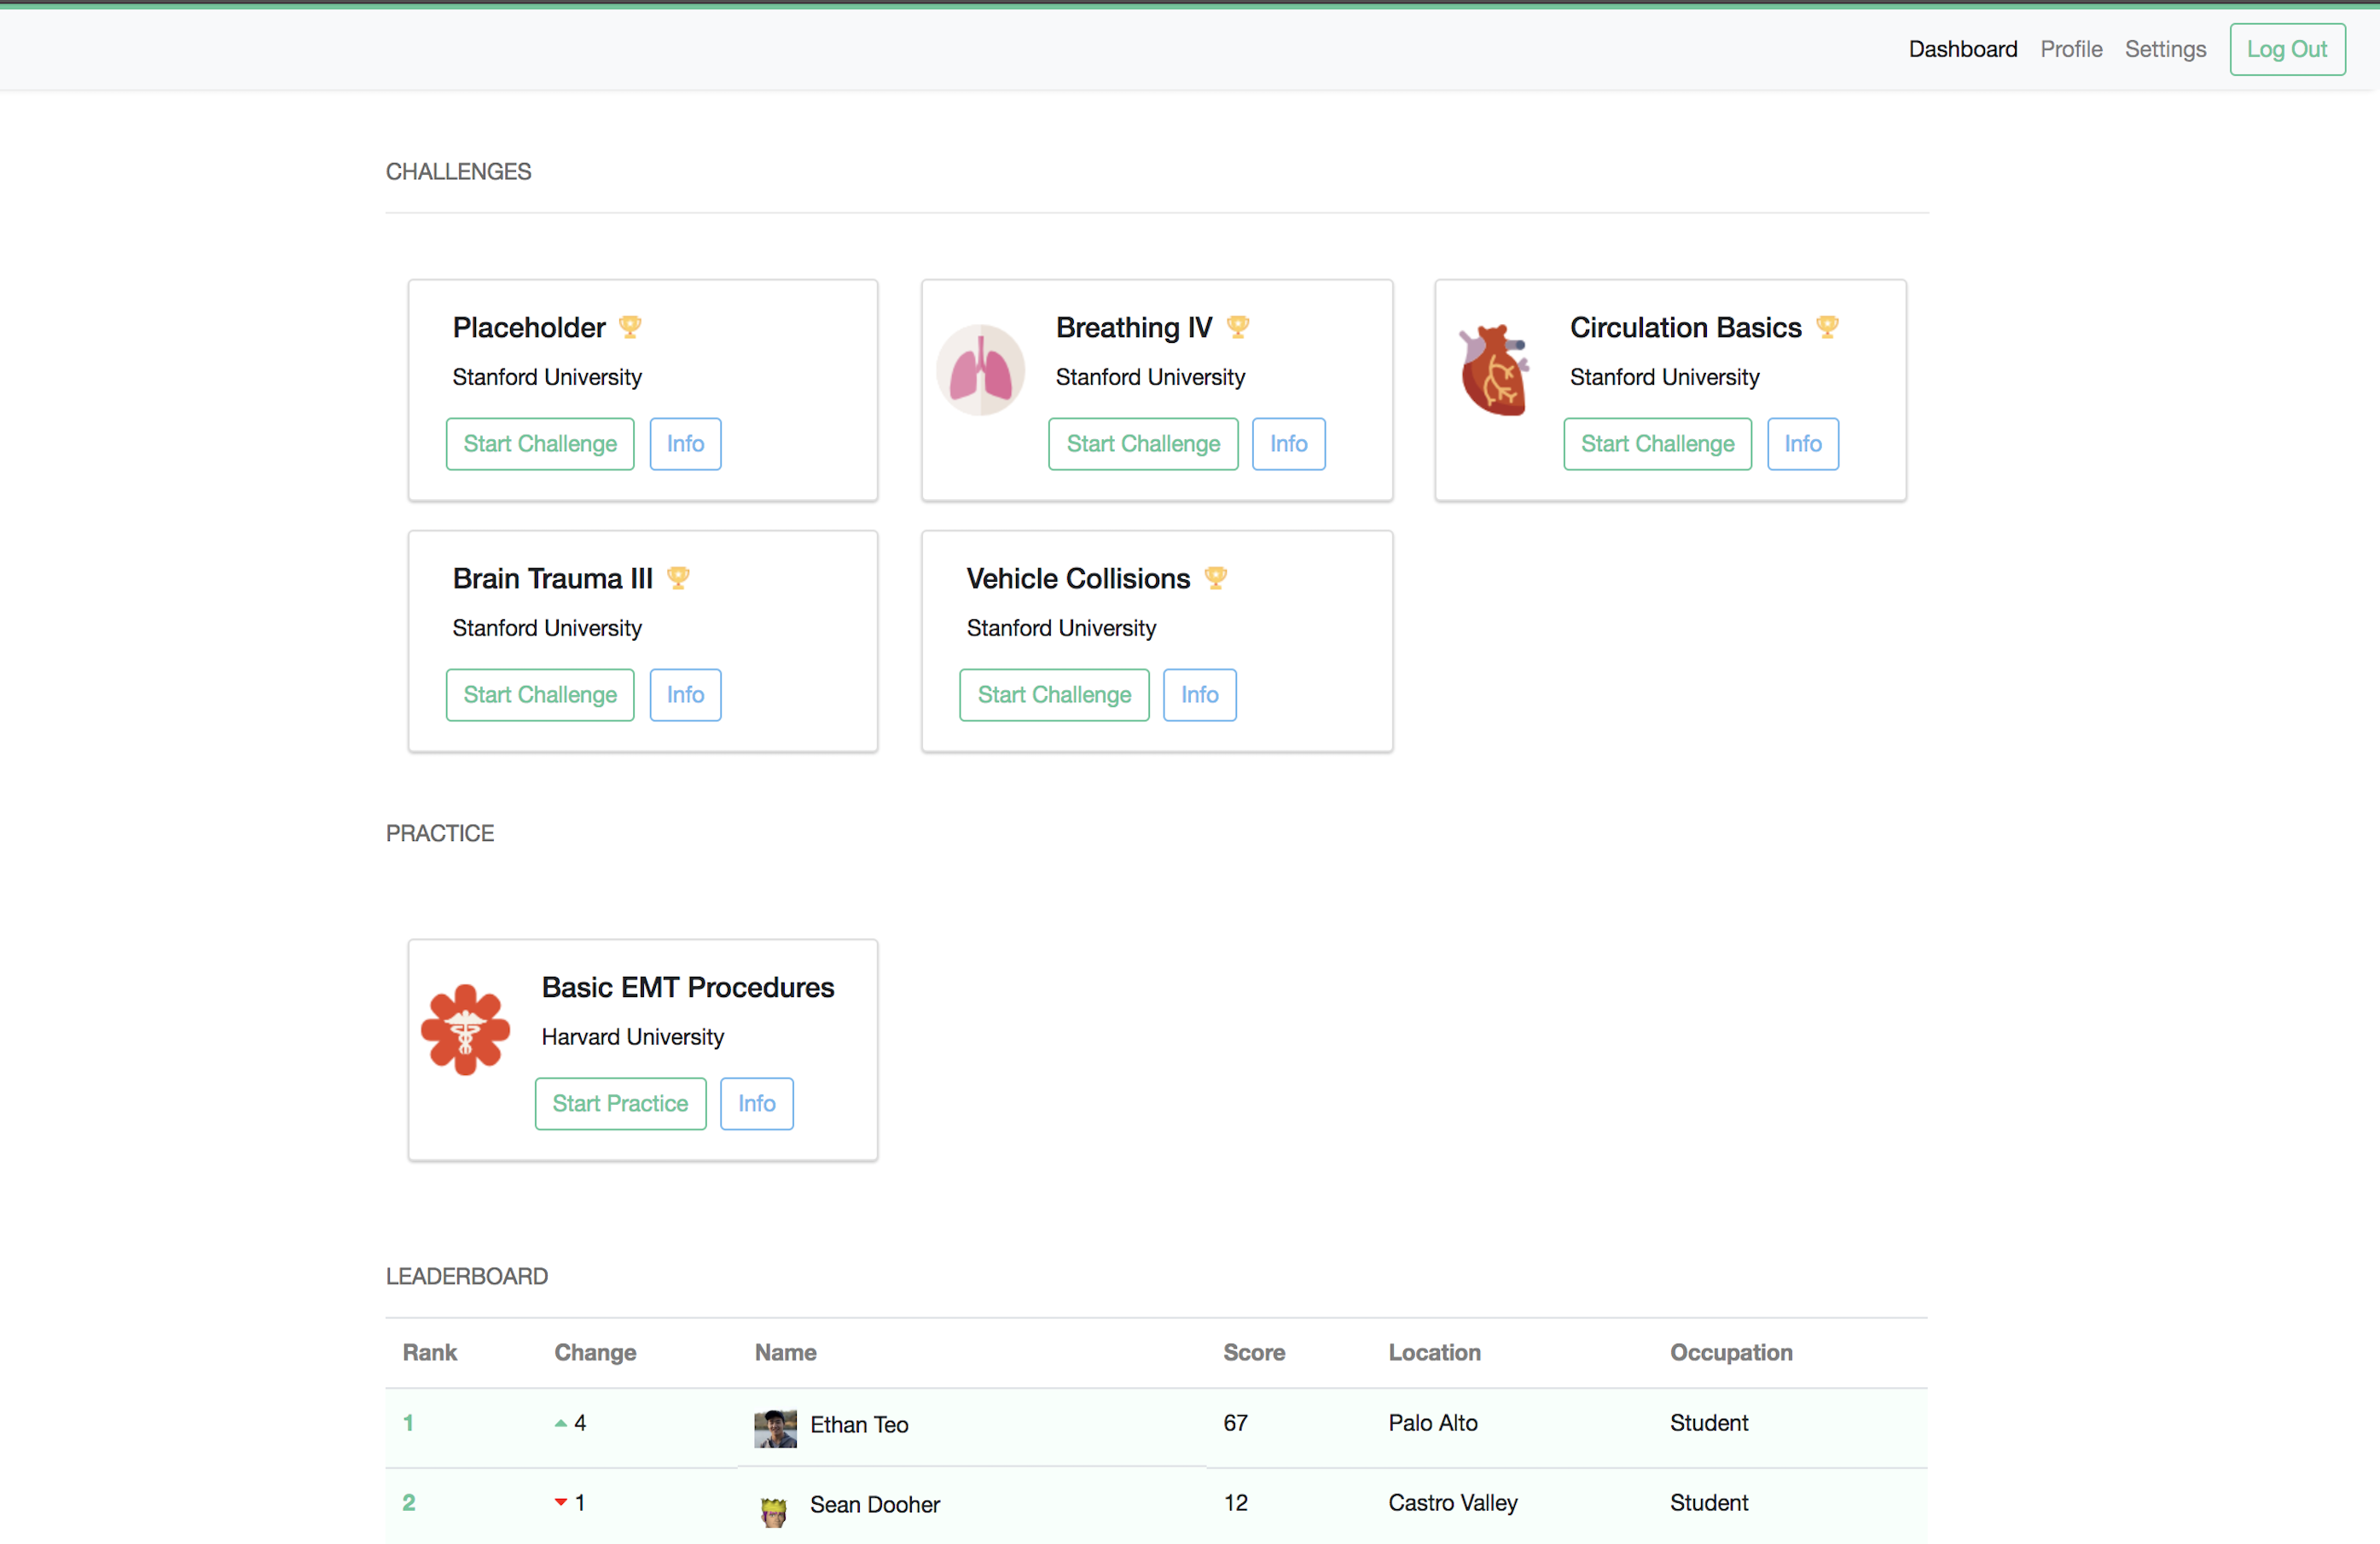 Dashboard Profile Settings Log Out
CHALLENGES
Placeholder
Stanford University
Start Challenge Info
Breathing IV
Stanford University
Start Challenge Info
Circulation Basics
Stanford University
Start Challenge Info
Brain Trauma III
Stanford University
Start Challenge Info
Vehicle Collisions
Stanford University
Start Challenge Info
PRACTICE
Basic EMT Procedures
Harvard University
Start Practice Info
LEADERBOARD
Rank Change Name Score Location Occupation
1 4 Ethan Teo 67 Palo Alto Student
2 1 Sean Dooher 12 Castro Valley Student